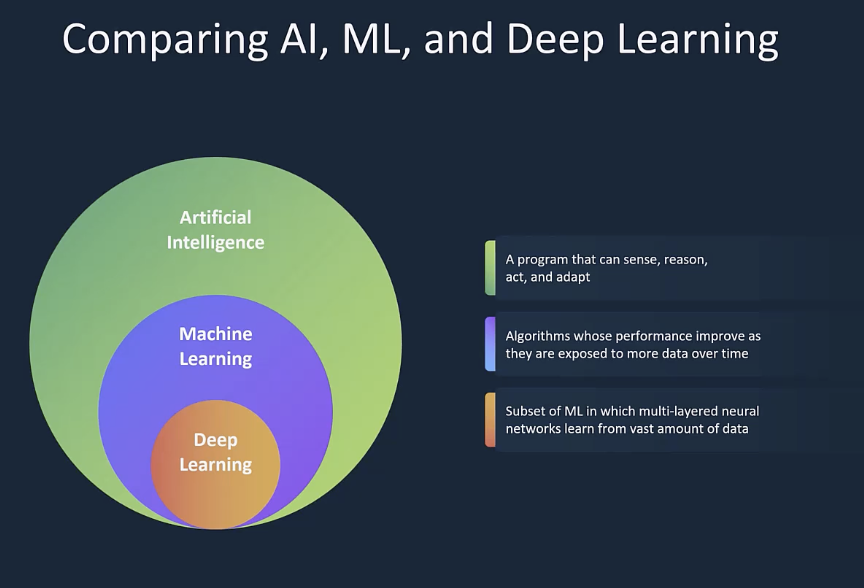 Comparing AI, ML, and Deep Learning
Artificial
Intelligence
Machine
Learning
Deep
Learning
A program that can sense, reason,
act, and adapt
Algorithms whose performance improve as
they are exposed to more data over time
Subset of ML in which multi-layered neural
networks learn from vast amount of data